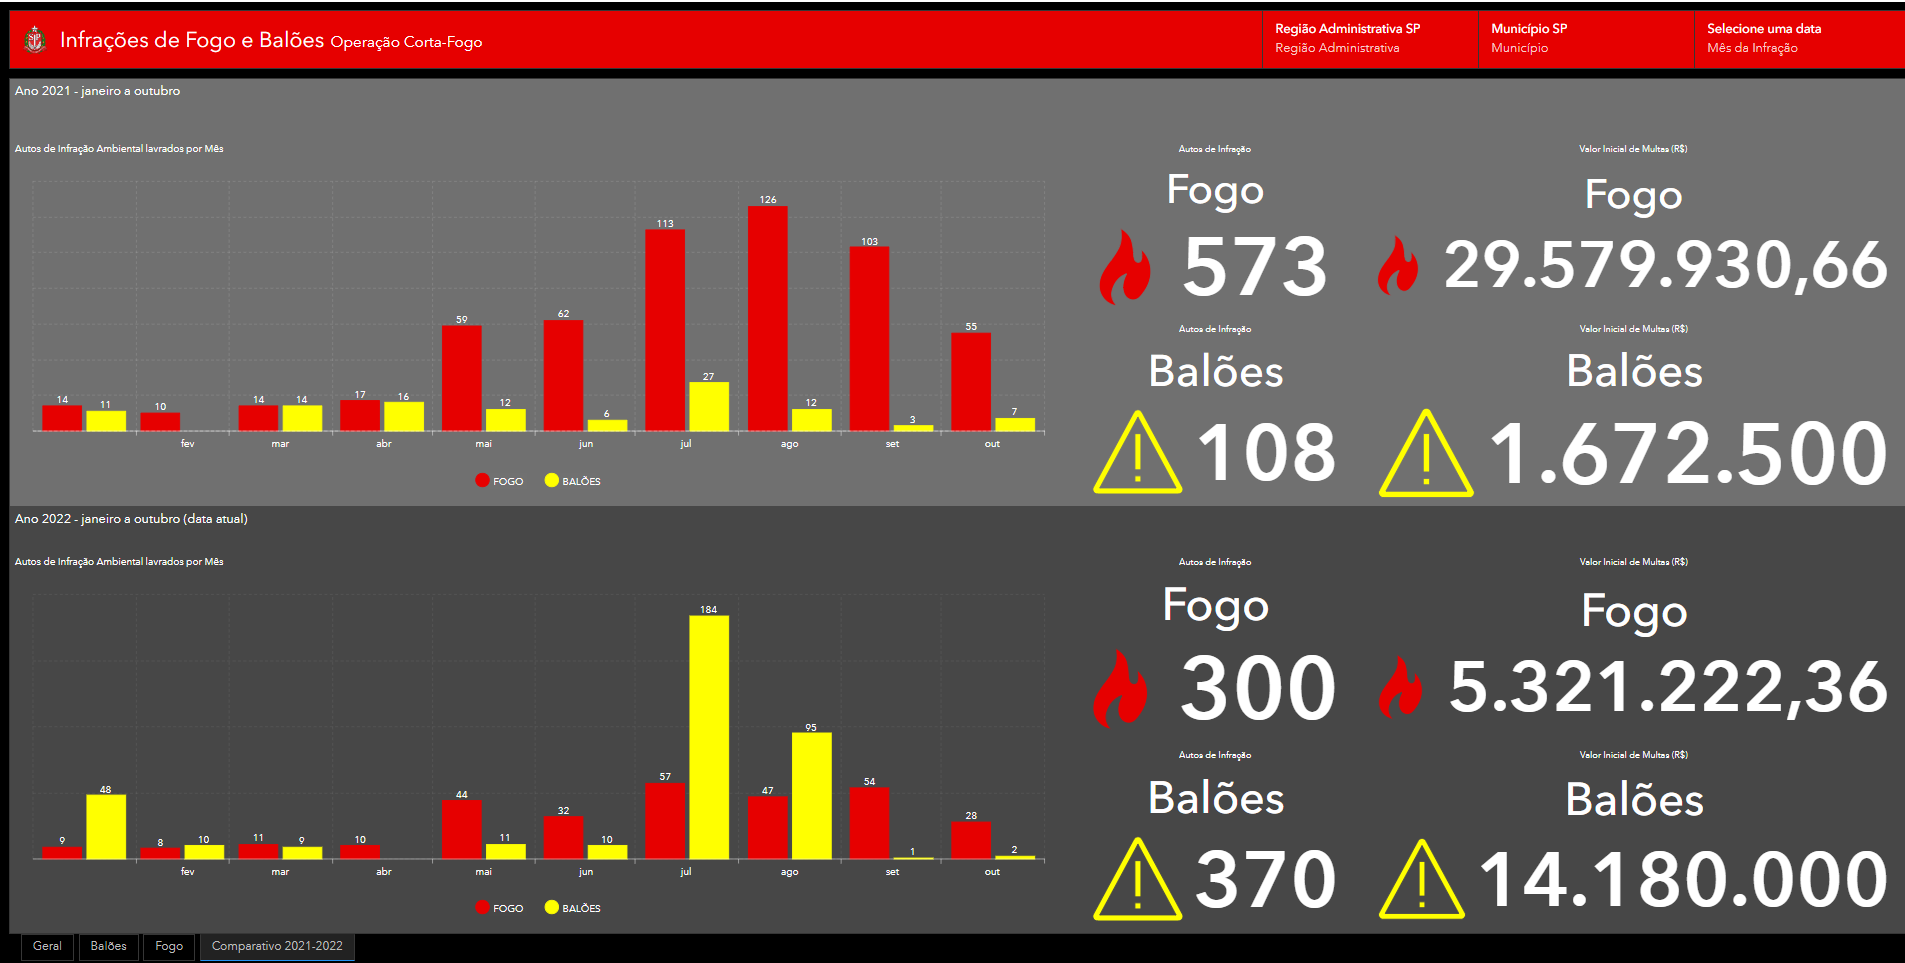 Infrações de Fogo e Balões Operação Corta-Fogo
Região Administrativa SP
Região Administrativa
Município SP
Município
Selecione uma data
Mês da Infração
Ano 2021 - janeiro a outubro
Autos de Infração Ambiental lavrados por Mês
14 11 10 14 14 17 16 59 12 62 6 113 27 126 12 103 3 55 7
fev mar abr mai jun jul ago set out
FOGO BALÕES
Autos de Infração
Fogo
573
Valor Inicial de Multas (R$)
Fogo
29.579.930,66
Autos de Infração
Balões
108
Valor Inicial de Multas (R$)
Balões
1.672.500
Ano 2022 - janeiro a outubro (data atual)
Autos de Infração Ambiental lavrados por Mês
9 48 8 10 11 9 10 44 11 32 10 57 184 47 95 54 1 28 2
fev mar abr mai jun jul ago set out
FOGO BALÕES
Autos de Infração
Fogo
300
Valor Inicial de Multas (R$)
Fogo
5.321.222,36
Autos de Infração
Balões
370
Valor Inicial de Multas (R$)
Balões
14.180.000
Geral Balões Fogo Comparativo 2021-2022